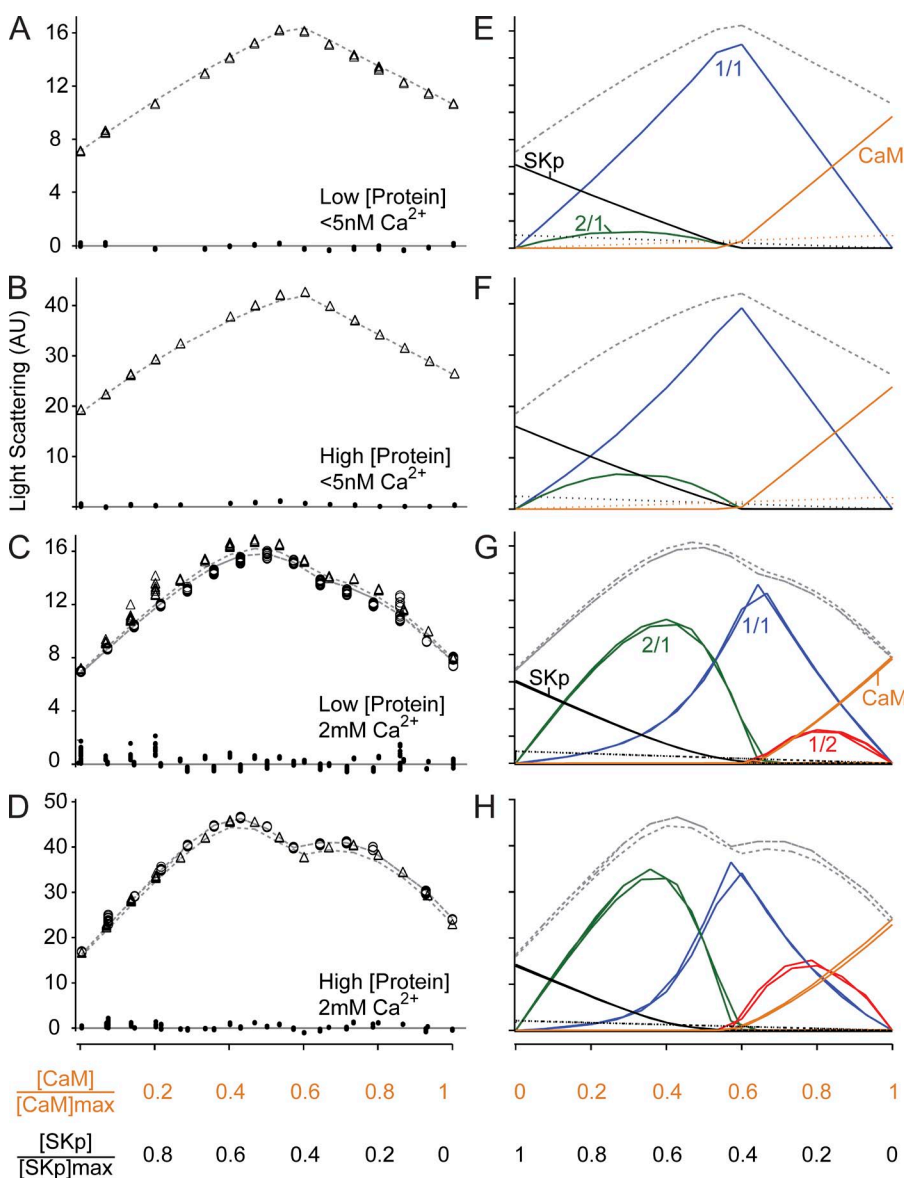 A
16
12
8
4
0
Low [Protein]
<5nM Ca2+
E
1/1
SKp
2/1
CaM
B
40
30
20
10
High [Protein]
<5nM Ca2+
F
Light Scattering (AU)
C
16
12
8
4
0
Low [Protein]
2mM Ca2+
G
2/1
1/1
SKp
CaM
1/2
D
50
40
30
20
10
0
High [Protein]
2mM Ca2+
H
[CaM]
[CaM]max
0.2 0.4 0.6 0.8 1 0 0.2 0.4 0.6 0.8 1
[SKp]
[SKp]max
0.8 0.6 0.4 0.2 0 1 0.8 0.6 0.4 0.2 0